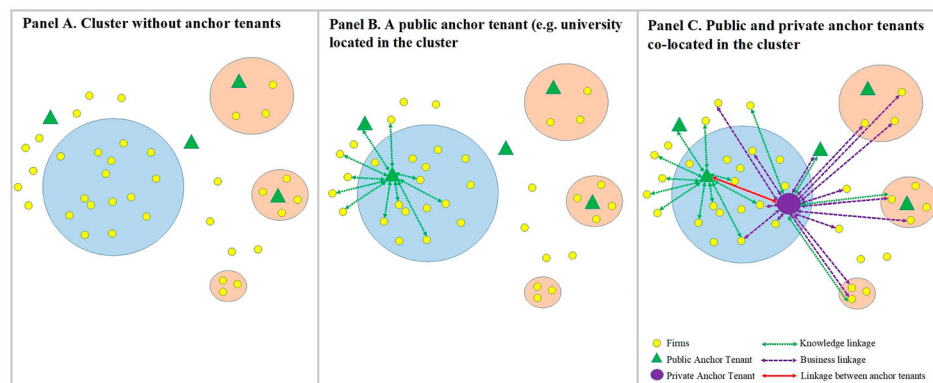 Panel A. Cluster without anchor tenants
Panel B. A public anchor tenant (e.g. university
located in the cluster
Panel C. Public and private anchor tenants
co-located in the cluster
Firms
Knowledge linkage
Public Anchor Tenant
Business linkage
Private Anchor Tenant
Linkage between anchor tenants